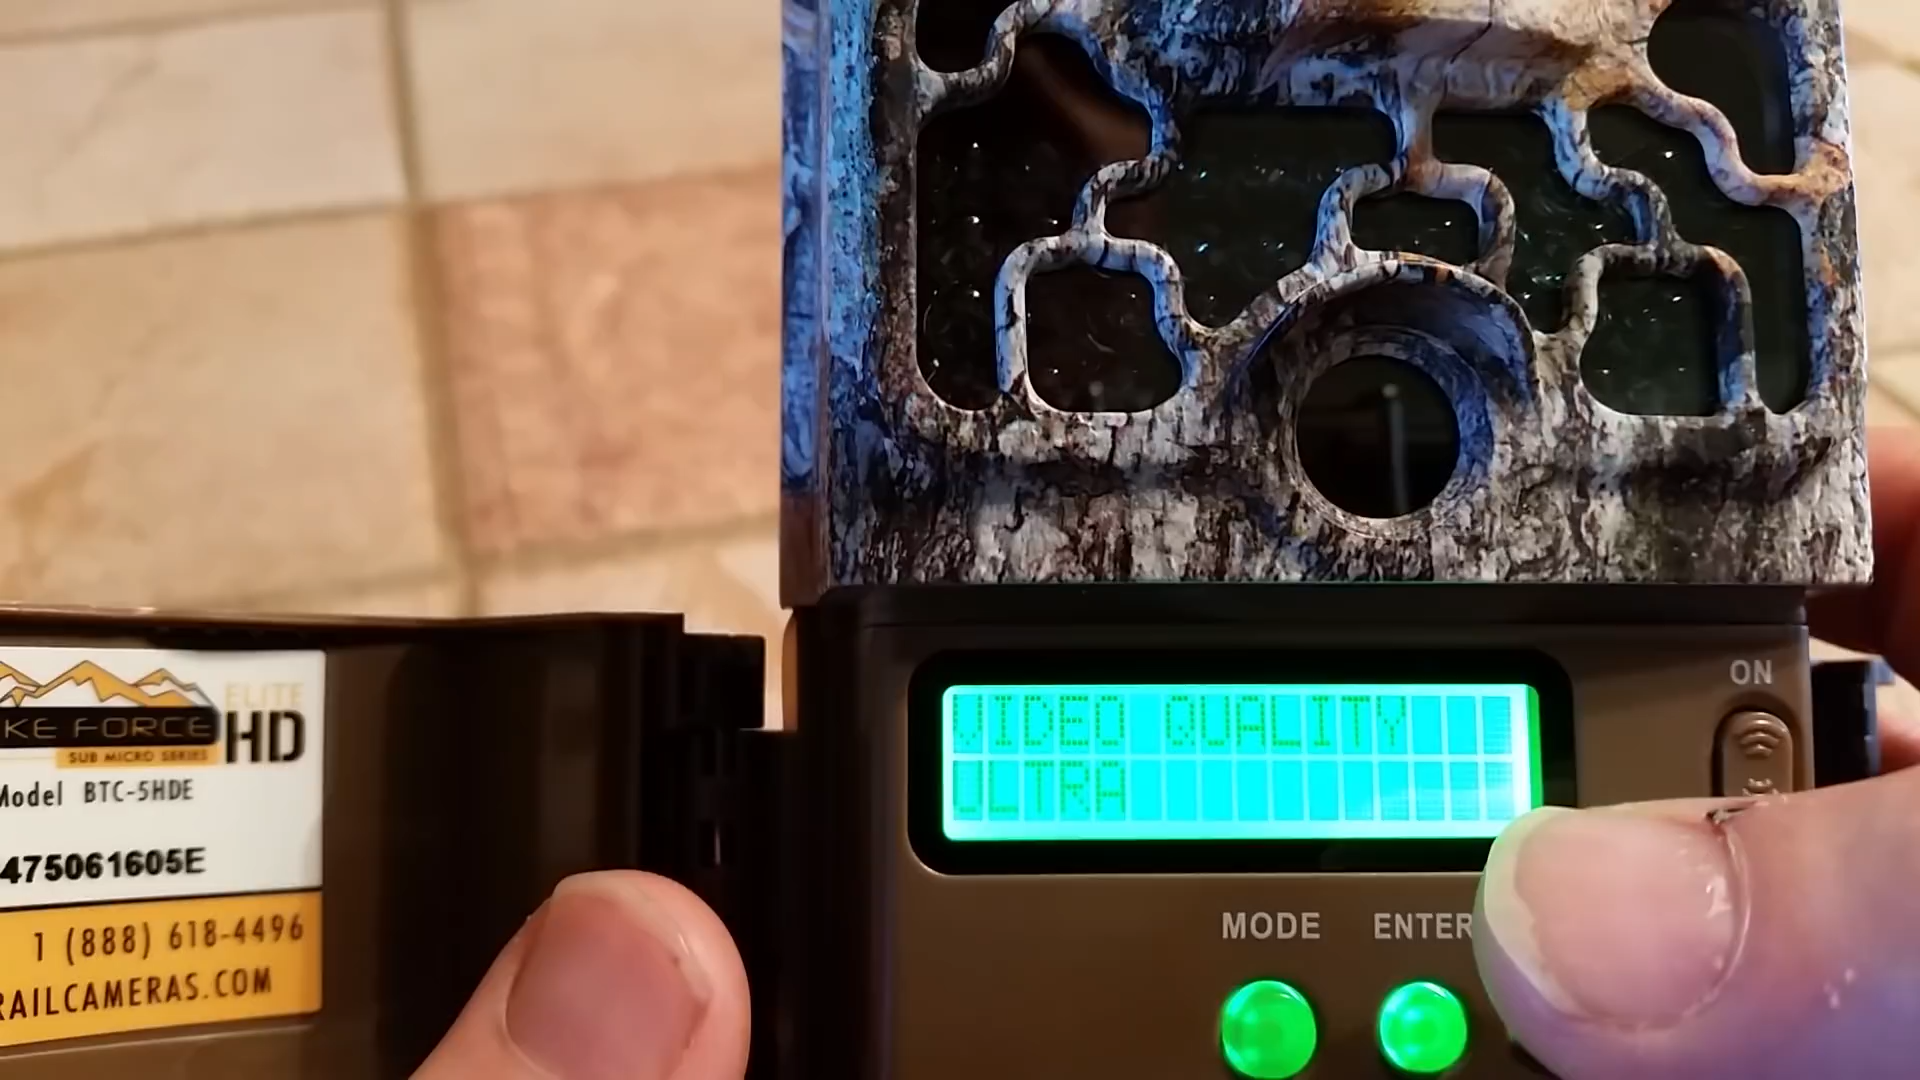 KE FORCE
ELITE
HD
SUB MICRO SERIES
Model BTC-5HDE
475061605E
1 (888) 618-4496
RAILCAMERAS.COM
VIDEO QUALITY
ULTRA
ON
MODE
ENTER